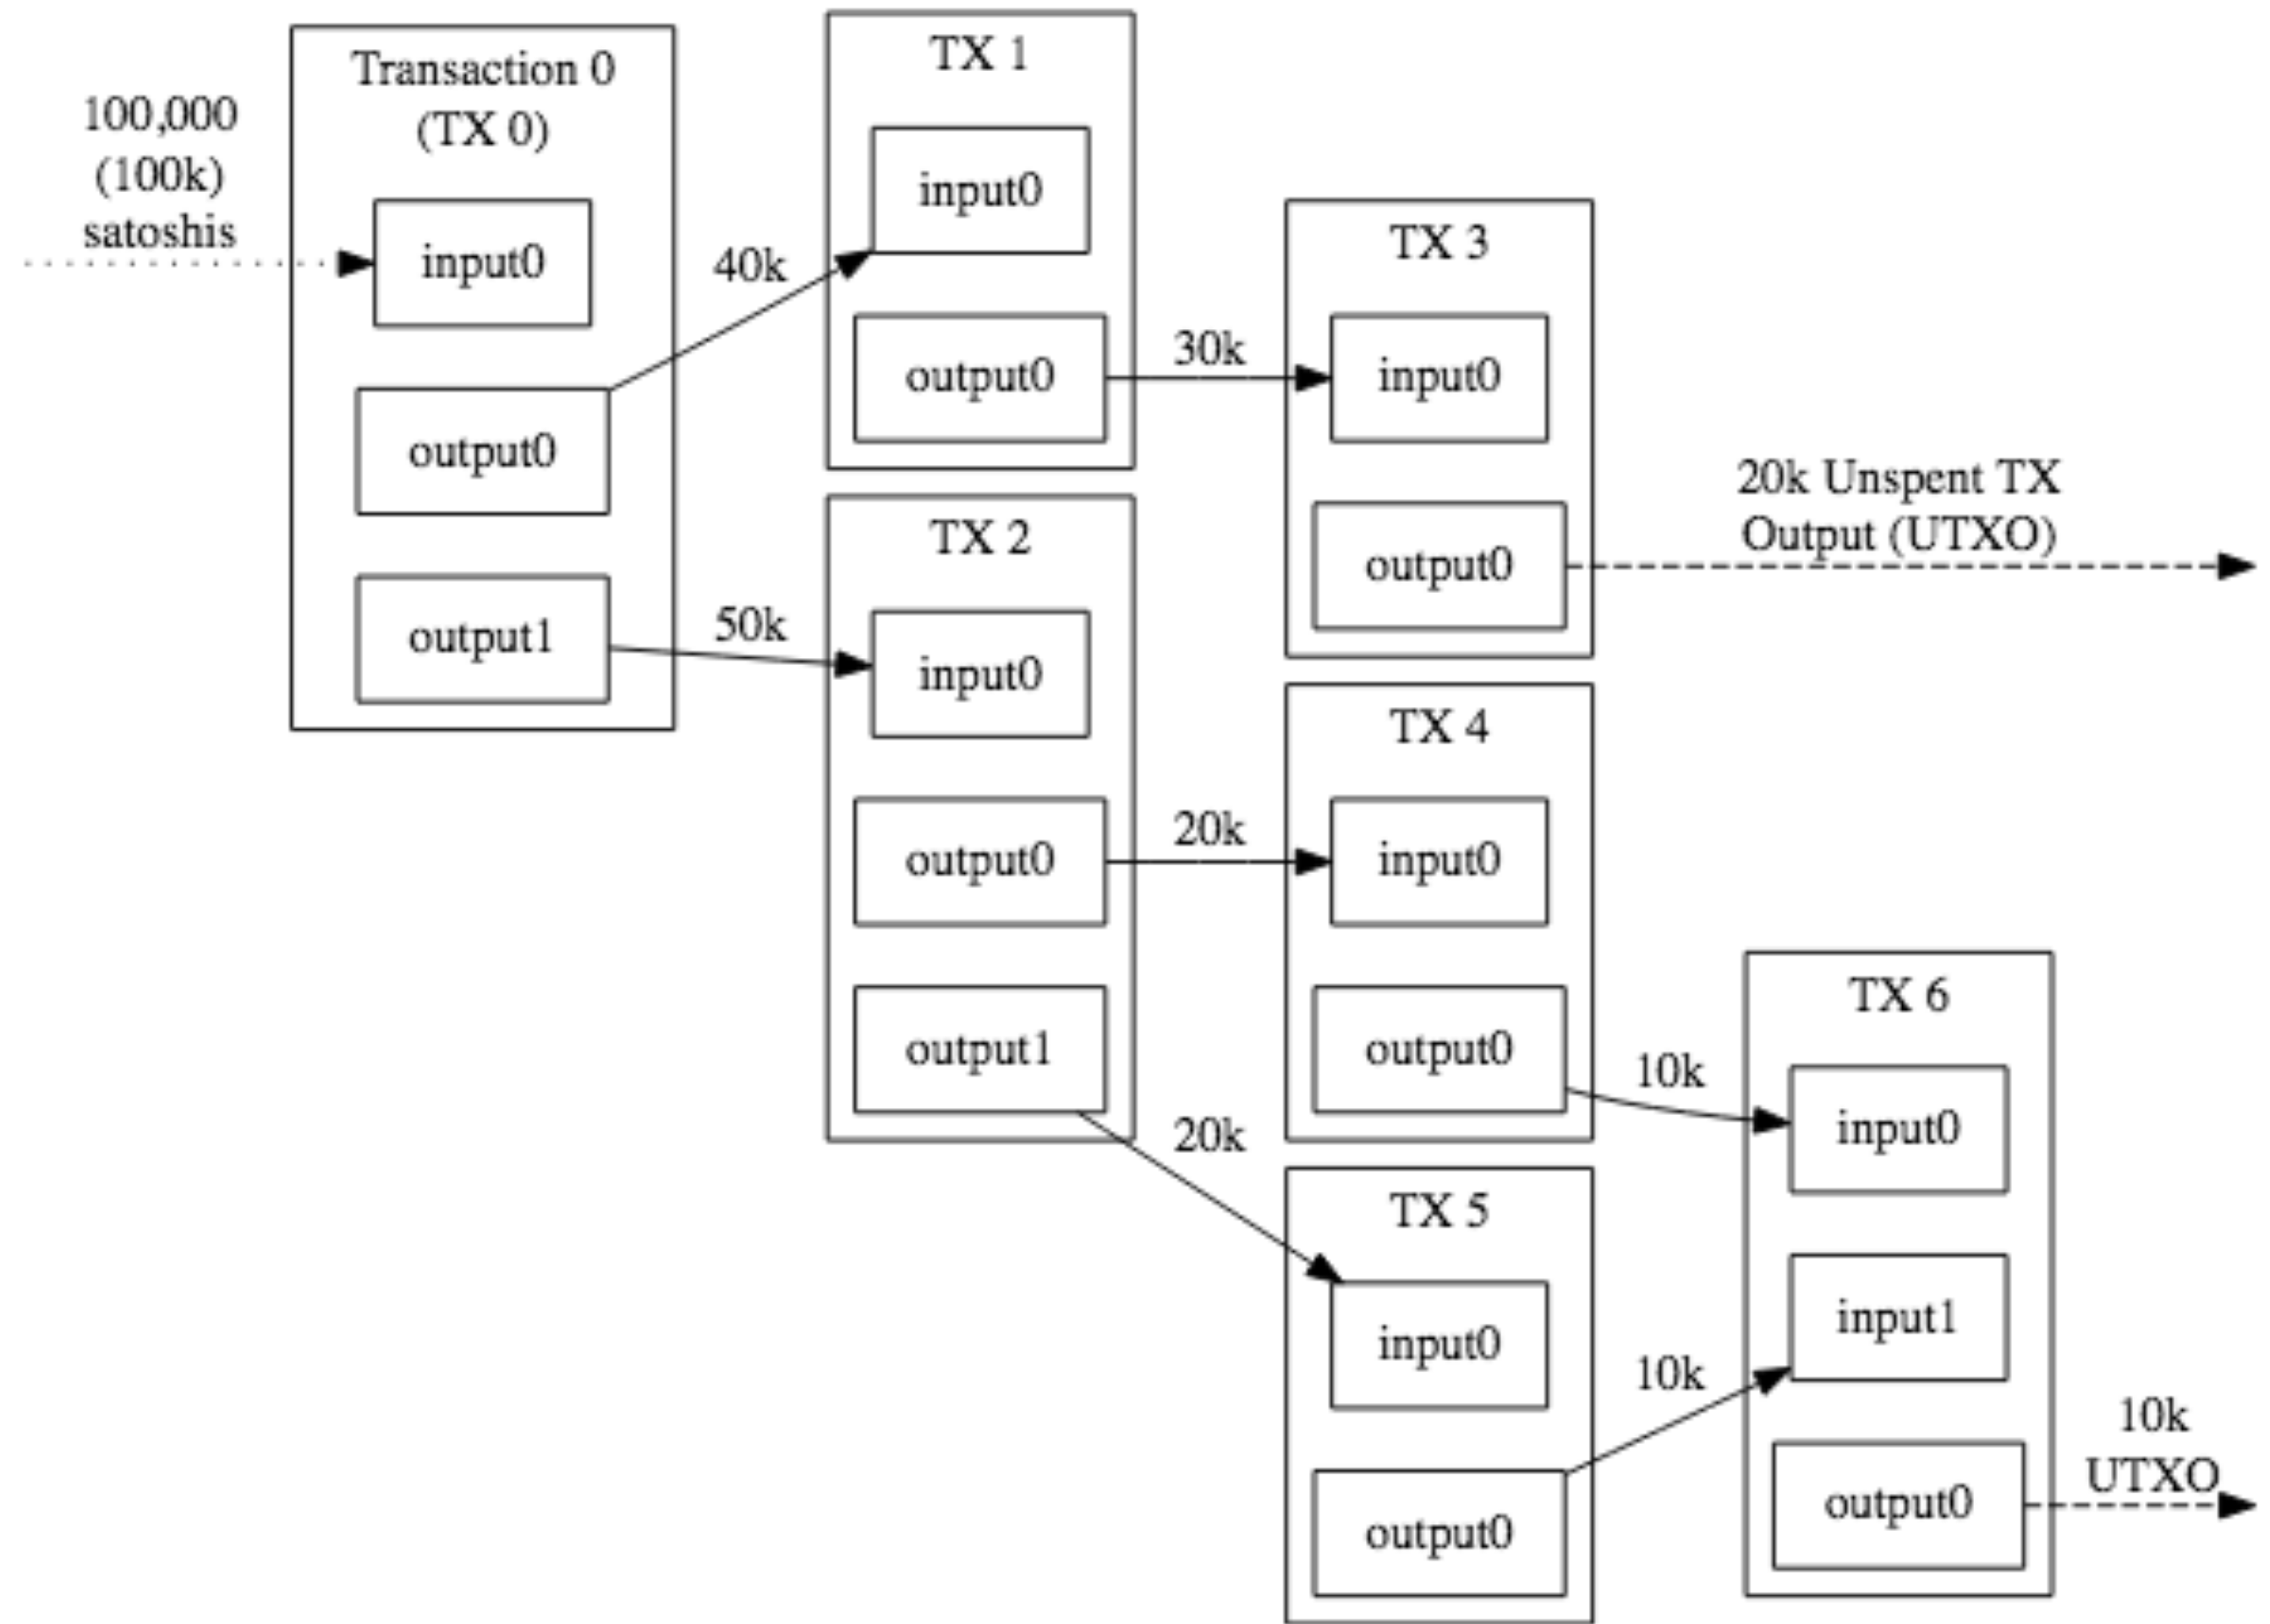 100,000
(100k)
satoshis
Transaction 0
(TX 0)
input0
output0
output1
40k
50k
TX 1
input0
output0
TX 2
input0
output0
output1
30k
20k
20k
TX 3
input0
output0
20k Unspent TX
Output (UTXO)
TX 4
input0
output0
TX 5
input0
output0
10k
10k
TX 6
input0
input1
output0
10k
UTXO